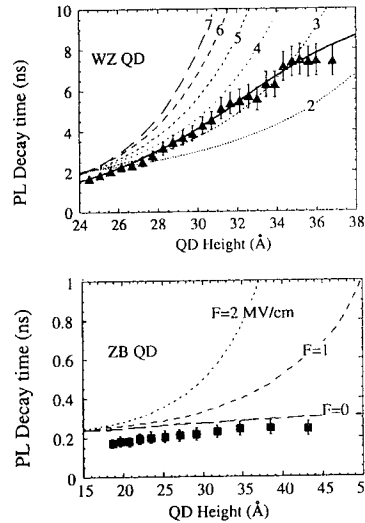 10
8
6
4
2
0
PL Decay time (ns)
WZ QD
7
6
5
4
3
2
24 26 28 30 32 34 36 38
QD Height (Å)
1
0.8
0.6
0.4
0.2
0
PL Decay time (ns)
F=2 MV/cm
ZB QD
F=1
F=0
15 20 25 30 35 40 45 50
QD Height (Å)